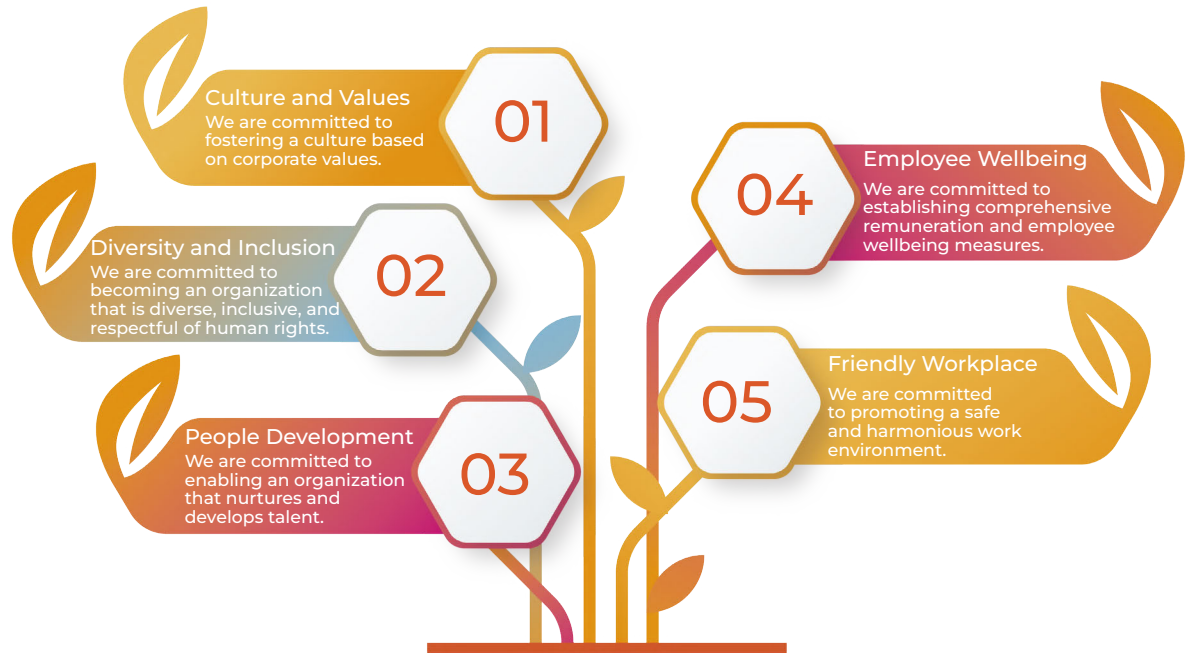 01
Culture and Values
We are committed to
fostering a culture based
on corporate values.
02
Diversity and Inclusion
We are committed to
becoming an organization
that is diverse, inclusive, and
respectful of human rights.
03
People Development
We are committed to
enabling an organization
that nurtures and
develops talent.
04
Employee Wellbeing
We are committed to
establishing comprehensive
remuneration and employee
wellbeing measures.
05
Friendly Workplace
We are committed
to promoting a safe
and harmonious work
environment.